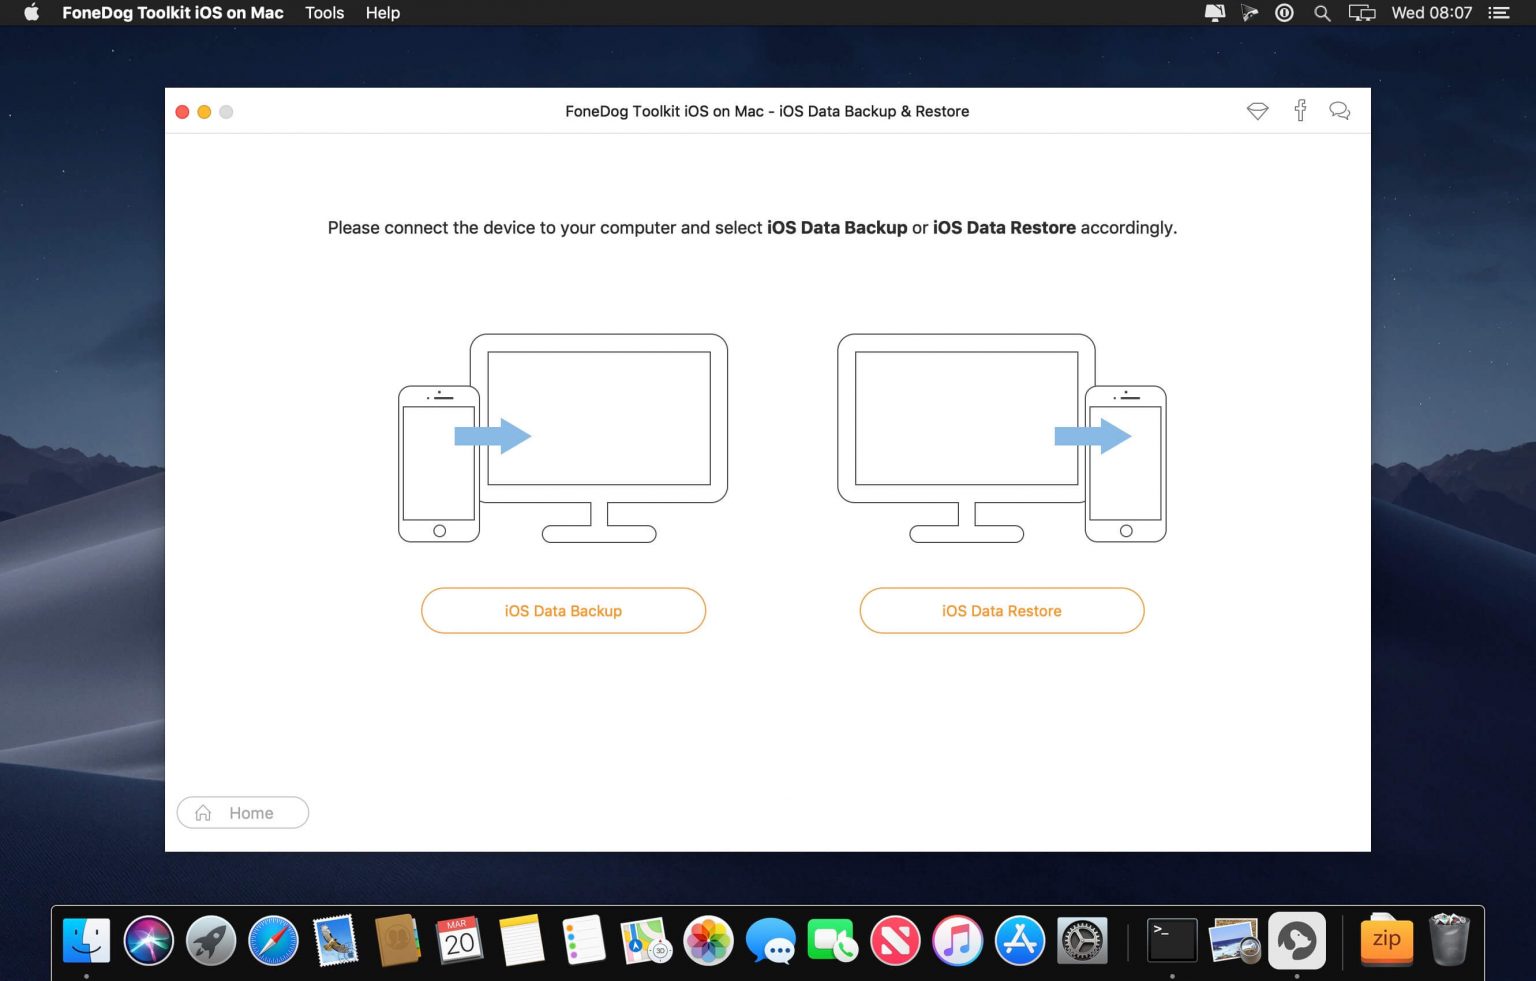 FoneDog Toolkit iOS on Mac Tools Help Wed 08:07
FoneDog Toolkit iOS on Mac - iOS Data Backup & Restore
Please connect the device to your computer and select iOS Data Backup or iOS Data Restore accordingly.
iOS Data Backup
iOS Data Restore
Home
MAR
20
3D
>_
zip